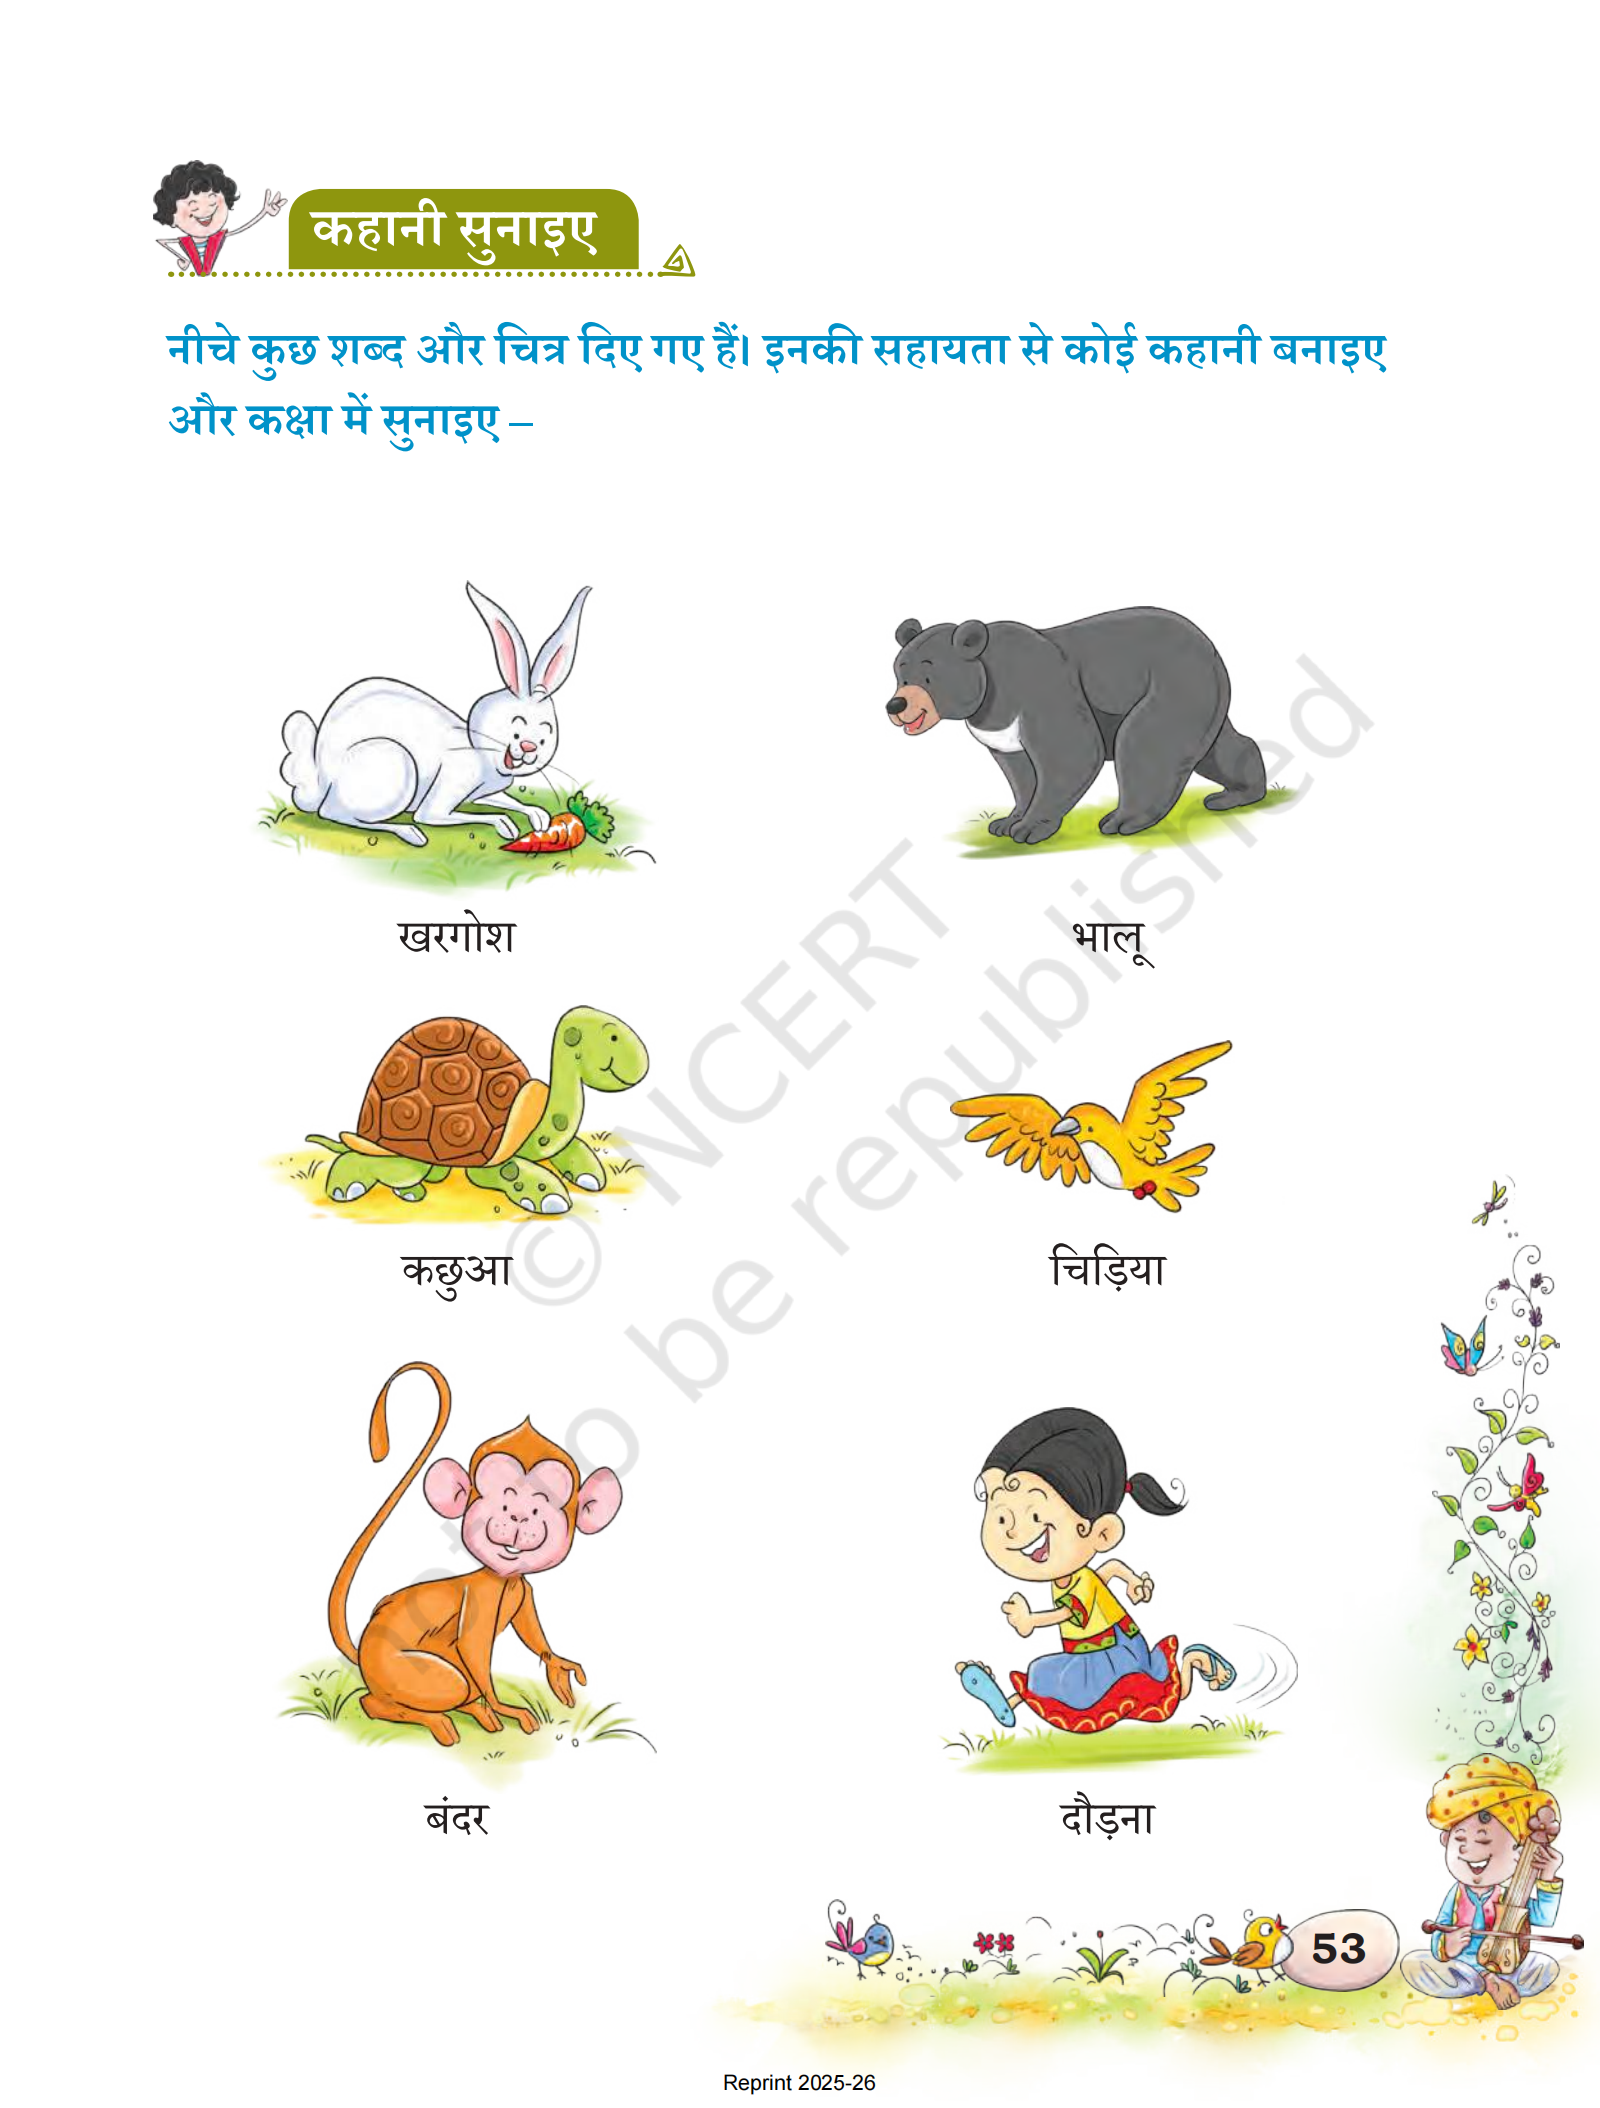 कहानी सुनाइए
नीचे कुछ शब्द और चित्र दिए गए हैं। इनकी सहायता से कोई कहानी बनाइए
और कक्षा में सुनाइए –
खरगोश
भालू
कछुआ
चिड़िया
बंदर
दौड़ना
© NCERT
not to be republished
53
Reprint 2025-26